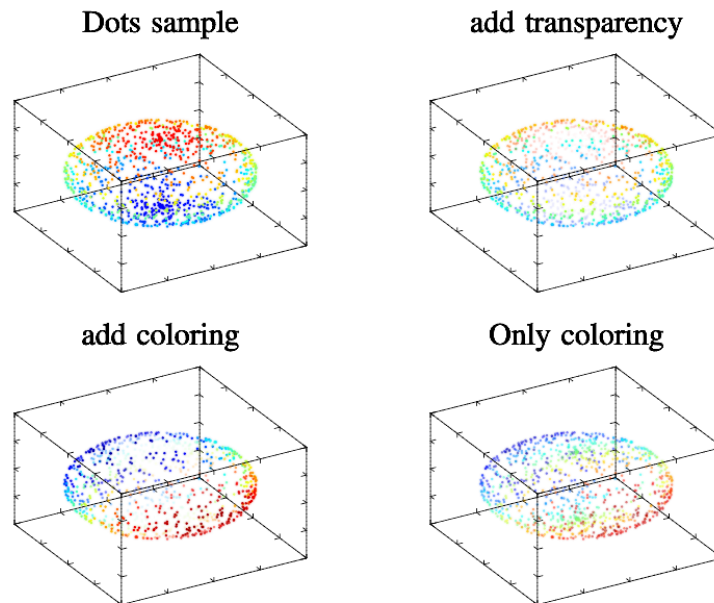 Dots sample
add transparency
add coloring
Only coloring